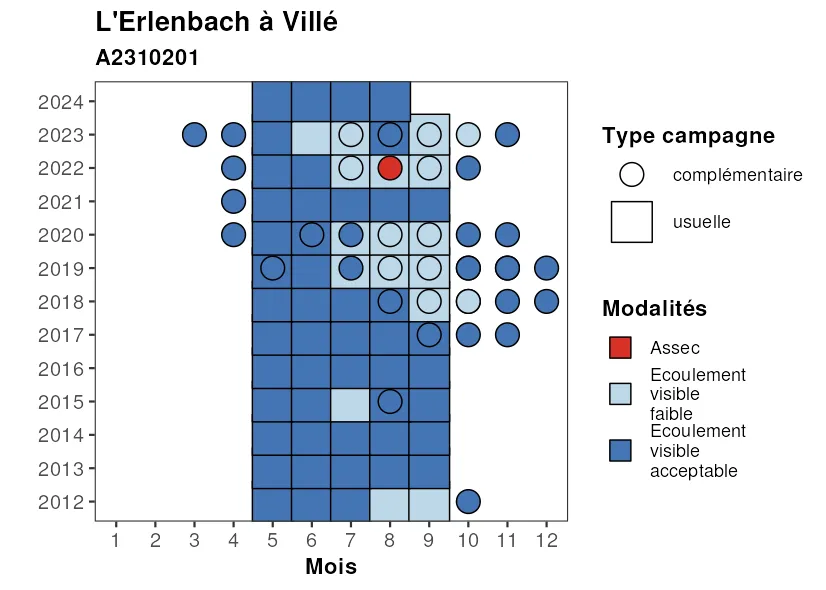 L'Erlenbach à Villé
A2310201
2024
2023
2022
2021
2020
2019
2018
2017
2016
2015
2014
2013
2012
1 2 3 4 5 6 7 8 9 10 11 12
Mois
Type campagne
complémentaire
usuelle
Modalités
Assec
Ecoulement
visible
faible
Ecoulement
visible
acceptable